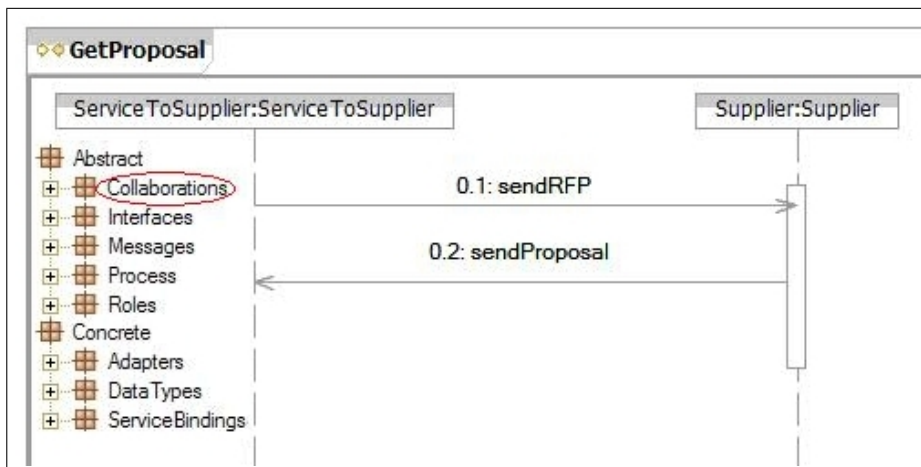 GetProposal
ServiceToSupplier:ServiceToSupplier
Supplier:Supplier
Abstract
Collaborations
Interfaces
Messages
Process
Roles
Concrete
Adapters
DataTypes
ServiceBindings
0.1: sendRFP
0.2: sendProposal